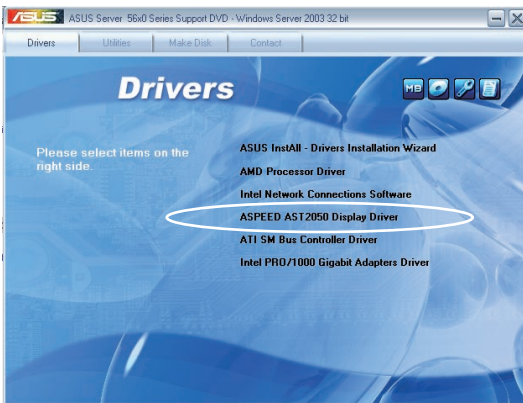 ASUS ASUS Server 56x0 Series Support DVD - Windows Server 2003 32 bit
Drivers Utilities Make Disk Contact
Drivers
MB
Please select items on the
right side.
ASUS InstAll - Drivers Installation Wizard
AMD Processor Driver
Intel Network Connections Software
ASPEED AST2050 Display Driver
ATI SM Bus Controller Driver
Intel PRO/1000 Gigabit Adapters Driver